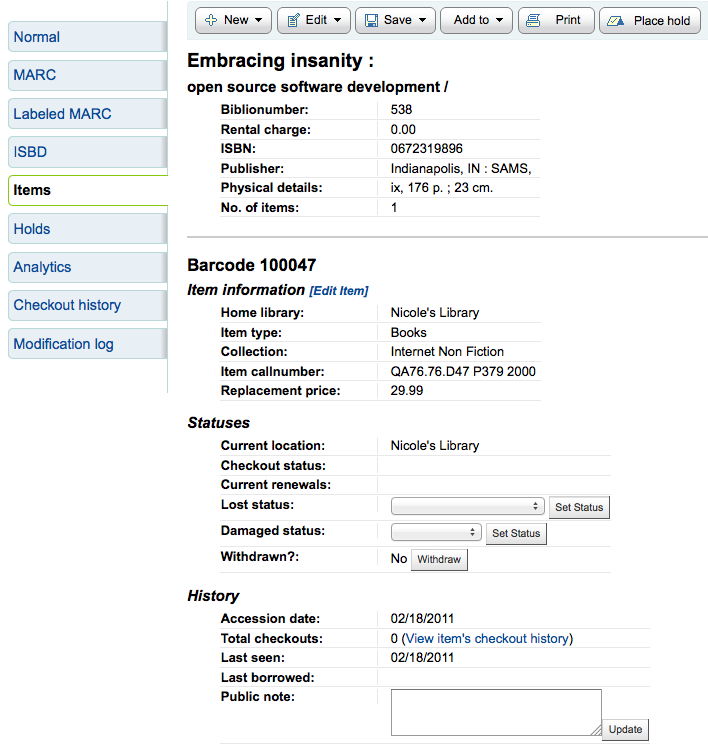 New Edit Save Add to Print Place hold
Normal
MARC
Labeled MARC
ISBD
Items
Holds
Analytics
Checkout history
Modification log
Embracing insanity :
open source software development /
Biblionumber: 538
Rental charge: 0.00
ISBN: 0672319896
Publisher: Indianapolis, IN : SAMS,
Physical details: ix, 176 p. ; 23 cm.
No. of items: 1
Barcode 100047
Item information [Edit Item]
Home library: Nicole's Library
Item type: Books
Collection: Internet Non Fiction
Item callnumber: QA76.76.D47 P379 2000
Replacement price: 29.99
Statuses
Current location: Nicole's Library
Checkout status:
Current renewals:
Lost status: Set Status
Damaged status: Set Status
Withdrawn?: No Withdraw
History
Accession date: 02/18/2011
Total checkouts: 0 (View item's checkout history)
Last seen: 02/18/2011
Last borrowed:
Public note: Update